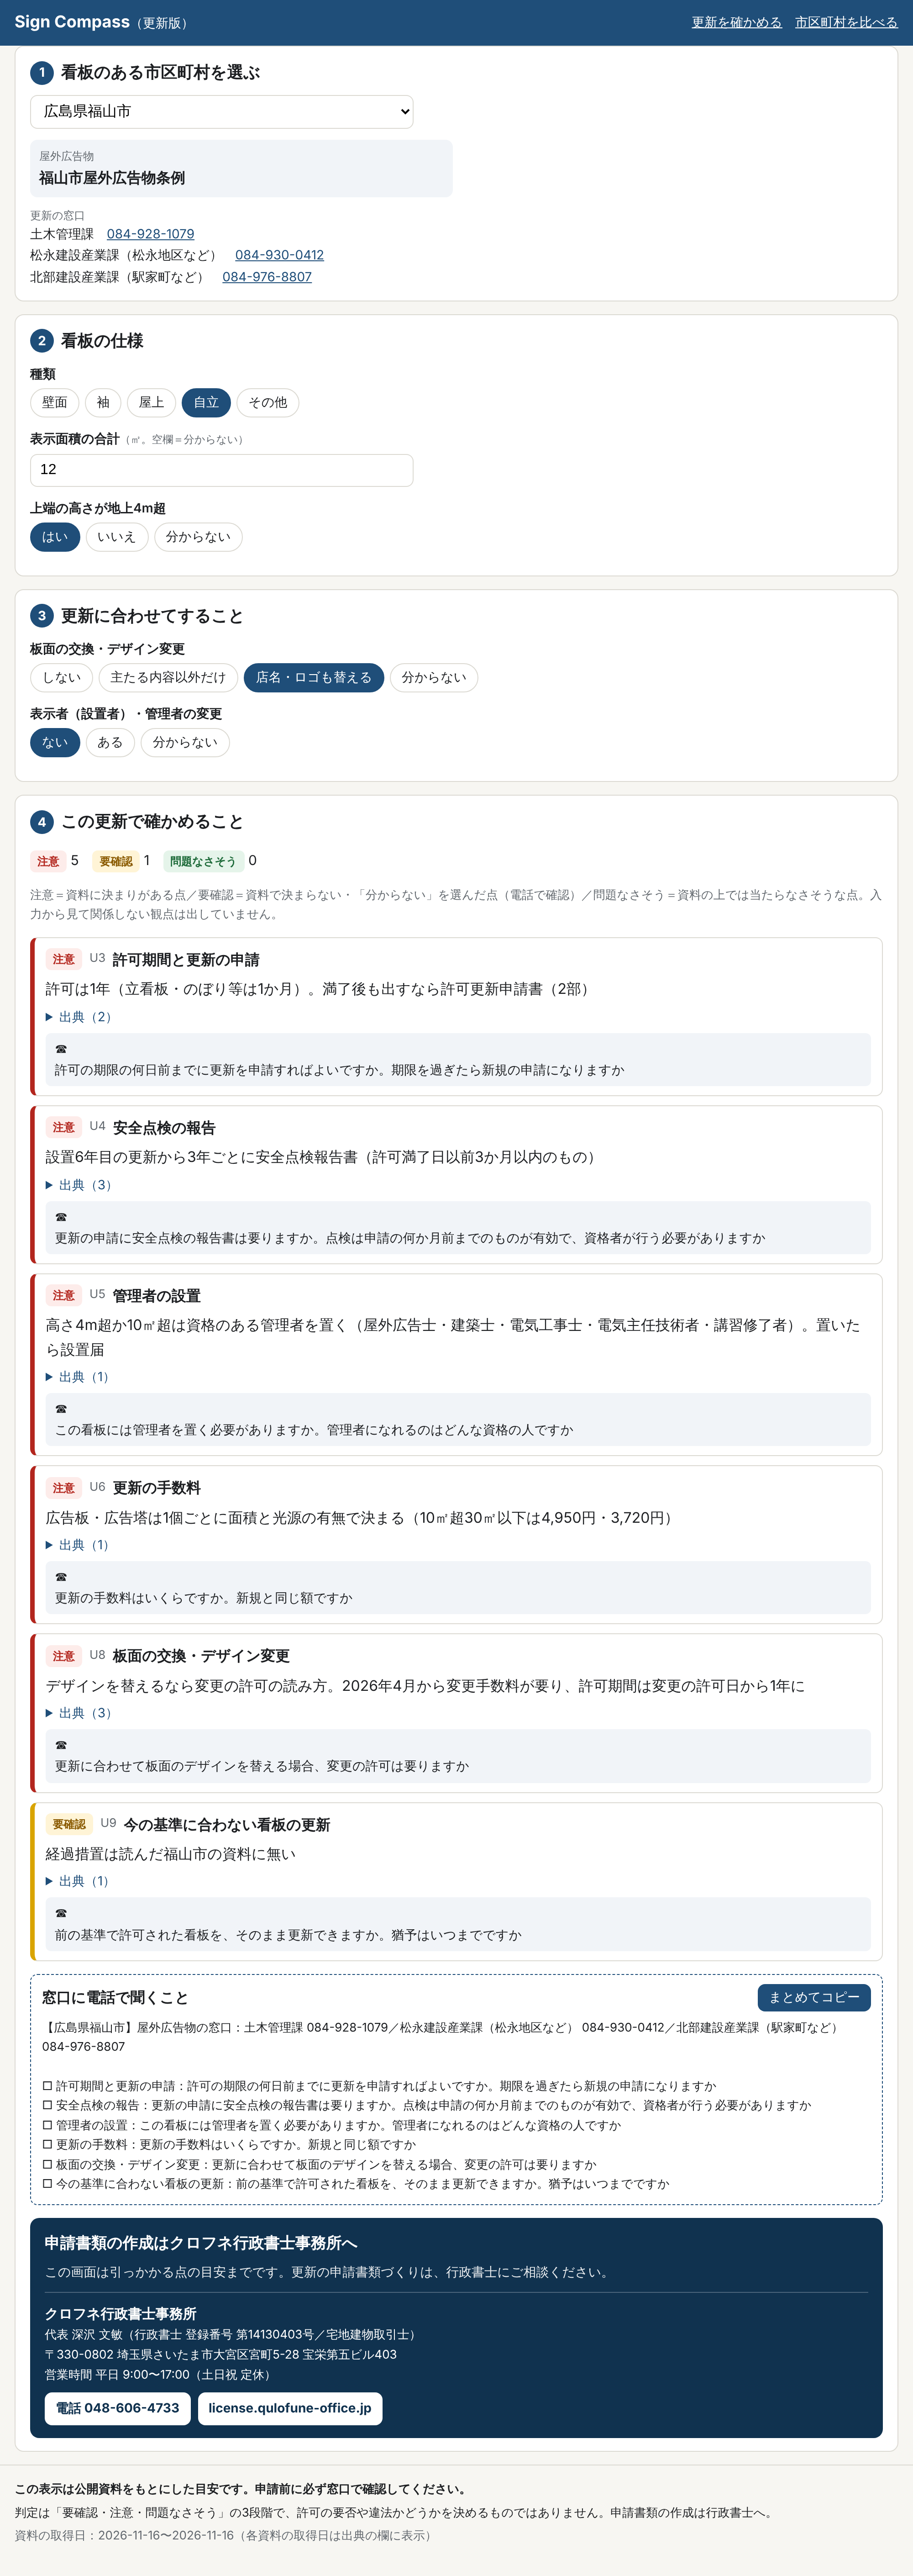 Sign Compass（更新版）
更新を確かめる 市区町村を比べる
1 看板のある市区町村を選ぶ
広島県福山市
屋外広告物
福山市屋外広告物条例
更新の窓口
土木管理課 084-928-1079
松永建設産業課（松永地区など） 084-930-0412
北部建設産業課（駅家町など） 084-976-8807
2 看板の仕様
種類
壁面 袖 屋上 自立 その他
表示面積の合計（㎡。空欄＝分からない）
12
上端の高さが地上4m超
はい いいえ 分からない
3 更新に合わせてすること
板面の交換・デザイン変更
しない 主たる内容以外だけ 店名・ロゴも替える 分からない
表示者（設置者）・管理者の変更
ない ある 分からない
4 この更新で確かめること
注意 5 要確認 1 問題なさそう 0
注意＝資料に決まりがある点／要確認＝資料で決まらない・「分からない」を選んだ点（電話で確認）／問題なさそう＝資料の上では当たらなさそうな点。入
力から見て関係しない観点は出していません。
注意 U3 許可期間と更新の申請
許可は1年（立看板・のぼり等は1か月）。満了後も出すなら許可更新申請書（2部）
▶ 出典（2）
☎
許可の期限の何日前までに更新を申請すればよいですか。期限を過ぎたら新規の申請になりますか
注意 U4 安全点検の報告
設置6年目の更新から3年ごとに安全点検報告書（許可満了日以前3か月以内のもの）
▶ 出典（3）
☎
更新の申請に安全点検の報告書は要りますか。点検は申請の何か月前までのものが有効で、資格者が行う必要がありますか
注意 U5 管理者の設置
高さ4m超か10㎡超は資格のある管理者を置く（屋外広告士・建築士・電気工事士・電気主任技術者・講習修了者）。置いた
ら設置届
▶ 出典（1）
☎
この看板には管理者を置く必要がありますか。管理者になれるのはどんな資格の人ですか
注意 U6 更新の手数料
広告板・広告塔は1個ごとに面積と光源の有無で決まる（10㎡超30㎡以下は4,950円・3,720円）
▶ 出典（1）
☎
更新の手数料はいくらですか。新規と同じ額ですか
注意 U8 板面の交換・デザイン変更
デザインを替えるなら変更の許可の読み方。2026年4月から変更手数料が要り、許可期間は変更の許可日から1年に
▶ 出典（3）
☎
更新に合わせて板面のデザインを替える場合、変更の許可は要りますか
要確認 U9 今の基準に合わない看板の更新
経過措置は読んだ福山市の資料に無い
▶ 出典（1）
☎
前の基準で許可された看板を、そのまま更新できますか。猶予はいつまでですか
窓口に電話で聞くこと まとめてコピー
【広島県福山市】屋外広告物の窓口：土木管理課 084-928-1079／松永建設産業課（松永地区など） 084-930-0412／北部建設産業課（駅家町など）
084-976-8807
☐ 許可期間と更新の申請：許可の期限の何日前までに更新を申請すればよいですか。期限を過ぎたら新規の申請になりますか
☐ 安全点検の報告：更新の申請に安全点検の報告書は要りますか。点検は申請の何か月前までのものが有効で、資格者が行う必要がありますか
☐ 管理者の設置：この看板には管理者を置く必要がありますか。管理者になれるのはどんな資格の人ですか
☐ 更新の手数料：更新の手数料はいくらですか。新規と同じ額ですか
☐ 板面の交換・デザイン変更：更新に合わせて板面のデザインを替える場合、変更の許可は要りますか
☐ 今の基準に合わない看板の更新：前の基準で許可された看板を、そのまま更新できますか。猶予はいつまでですか
申請書類の作成はクロフネ行政書士事務所へ
この画面は引っかかる点の目安までです。更新の申請書類づくりは、行政書士にご相談ください。
クロフネ行政書士事務所
代表 深沢 文敏（行政書士 登録番号 第14130403号／宅地建物取引士）
〒330-0802 埼玉県さいたま市大宮区宮町5-28 宝栄第五ビル403
営業時間 平日 9:00〜17:00（土日祝 定休）
電話 048-606-4733 license.qulofune-office.jp
この表示は公開資料をもとにした目安です。申請前に必ず窓口で確認してください。
判定は「要確認・注意・問題なさそう」の3段階で、許可の要否や違法かどうかを決めるものではありません。申請書類の作成は行政書士へ。
資料の取得日：2026-11-16〜2026-11-16（各資料の取得日は出典の欄に表示）